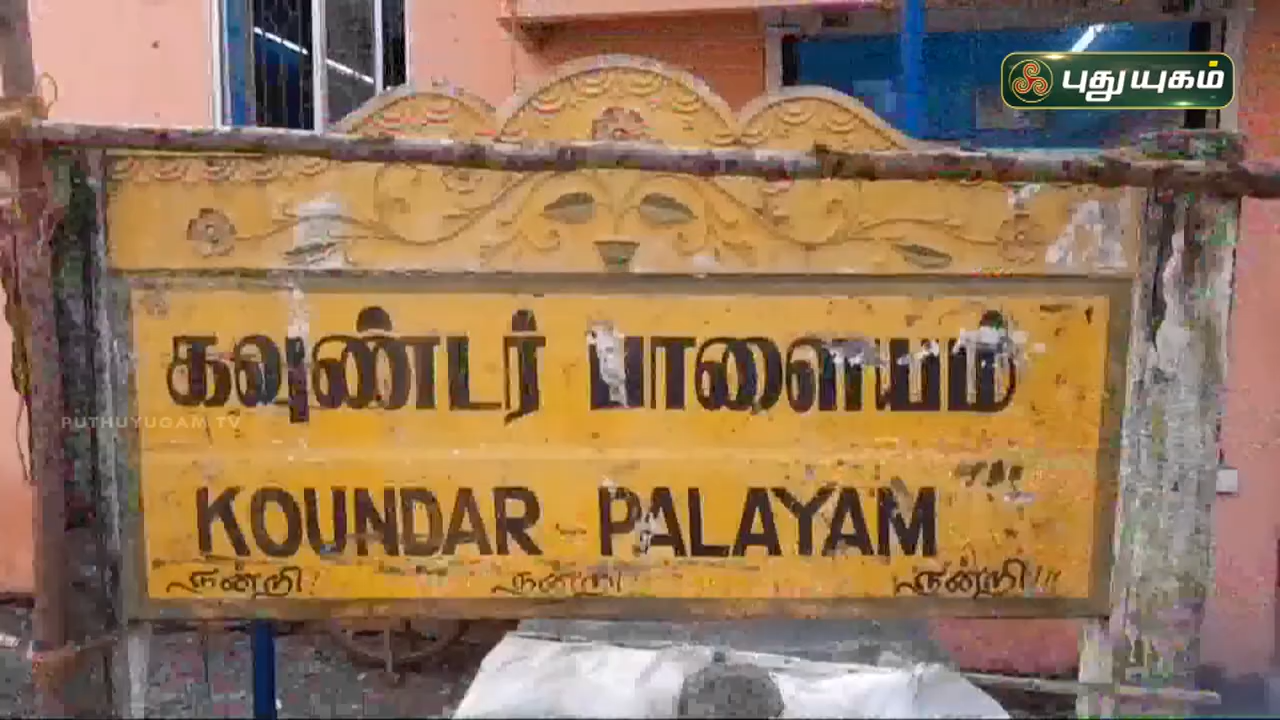 புதுயுகம்
கவுண்டர் பாளையம்
PUTHUYUGAM TV
KOUNDAR PALAYAM
நன்றி! நன்றி! நன்றி!!!